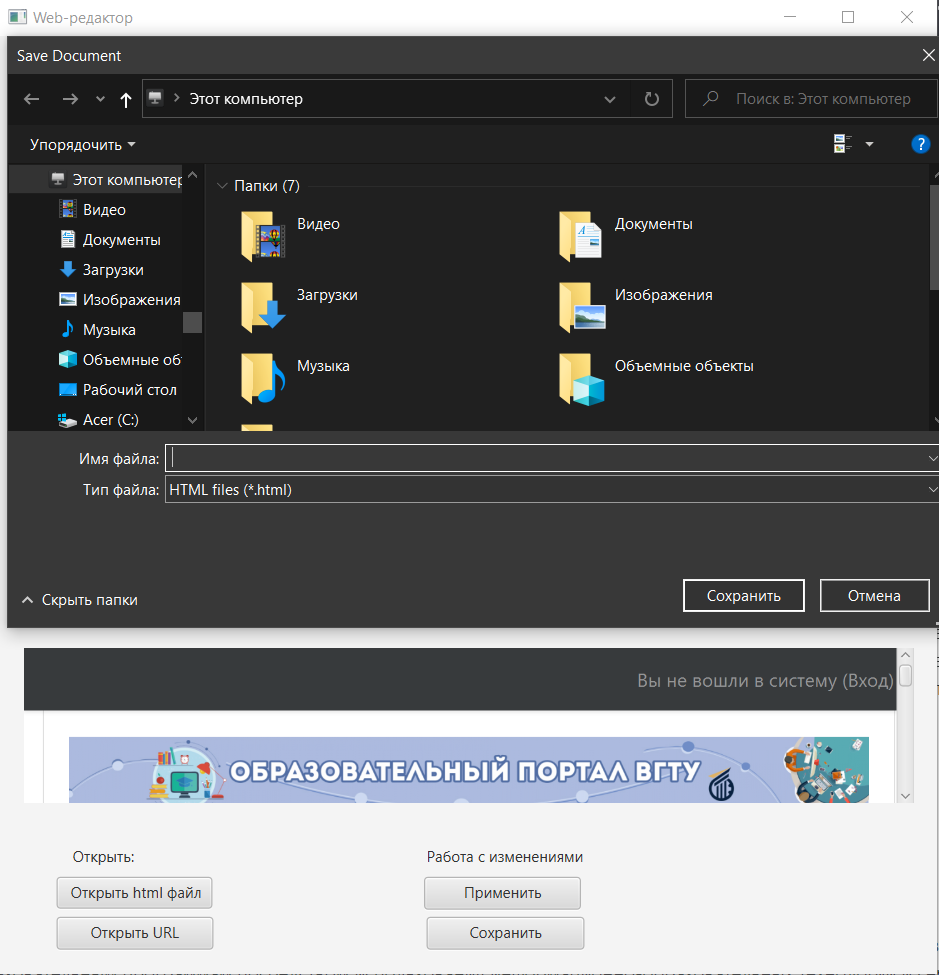 Web-редактор
Save Document
Этот компьютер
Поиск в: Этот компьютер
Упорядочить
?
Этот компьютер
Видео
Документы
Загрузки
Изображения
Музыка
Объемные об
Рабочий стол
Acer (C:)
Папки (7)
Видео
Документы
Загрузки
Изображения
Музыка
Объемные объекты
Имя файла:
Тип файла: HTML files (*.html)
Скрыть папки
Сохранить
Отмена
Вы не вошли в систему (Вход)
ОБРАЗОВАТЕЛЬНЫЙ ПОРТАЛ ВГТУ
Открыть:
Работа с изменениями
Открыть html файл
Применить
Открыть URL
Сохранить